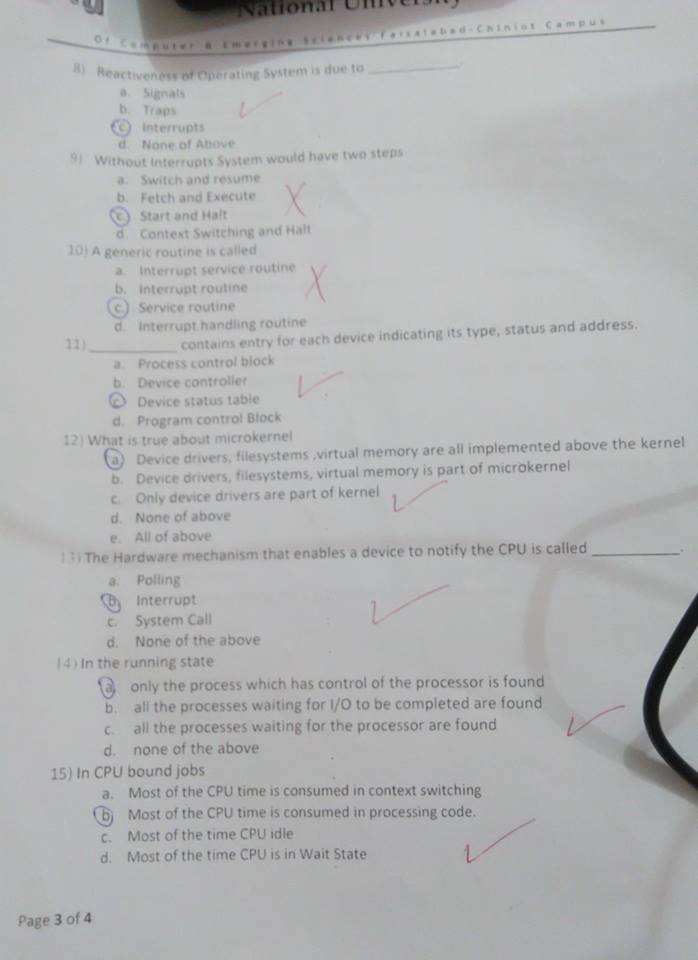 National University
Of Computer & Emerging Sciences Faisalabad-Chiniot Campus
8) Reactiveness of Operating System is due to ___________.
a. Signals
b. Traps
c. Interrupts
d. None of Above
9) Without Interrupts System would have two steps
a. Switch and resume
b. Fetch and Execute
c. Start and Halt
d. Context Switching and Halt
10) A generic routine is called
a. Interrupt service routine
b. Interrupt routine
c. Service routine
d. Interrupt handling routine
11) ___________ contains entry for each device indicating its type, status and address.
a. Process control block
b. Device controller
c. Device status table
d. Program control Block
12) What is true about microkernel
a. Device drivers, filesystems ,virtual memory are all implemented above the kernel
b. Device drivers, filesystems, virtual memory is part of microkernel
c. Only device drivers are part of kernel
d. None of above
e. All of above
13) The Hardware mechanism that enables a device to notify the CPU is called ___________.
a. Polling
b. Interrupt
c. System Call
d. None of the above
14) In the running state
a. only the process which has control of the processor is found
b. all the processes waiting for I/O to be completed are found
c. all the processes waiting for the processor are found
d. none of the above
15) In CPU bound jobs
a. Most of the CPU time is consumed in context switching
b. Most of the CPU time is consumed in processing code.
c. Most of the time CPU idle
d. Most of the time CPU is in Wait State
Page 3 of 4